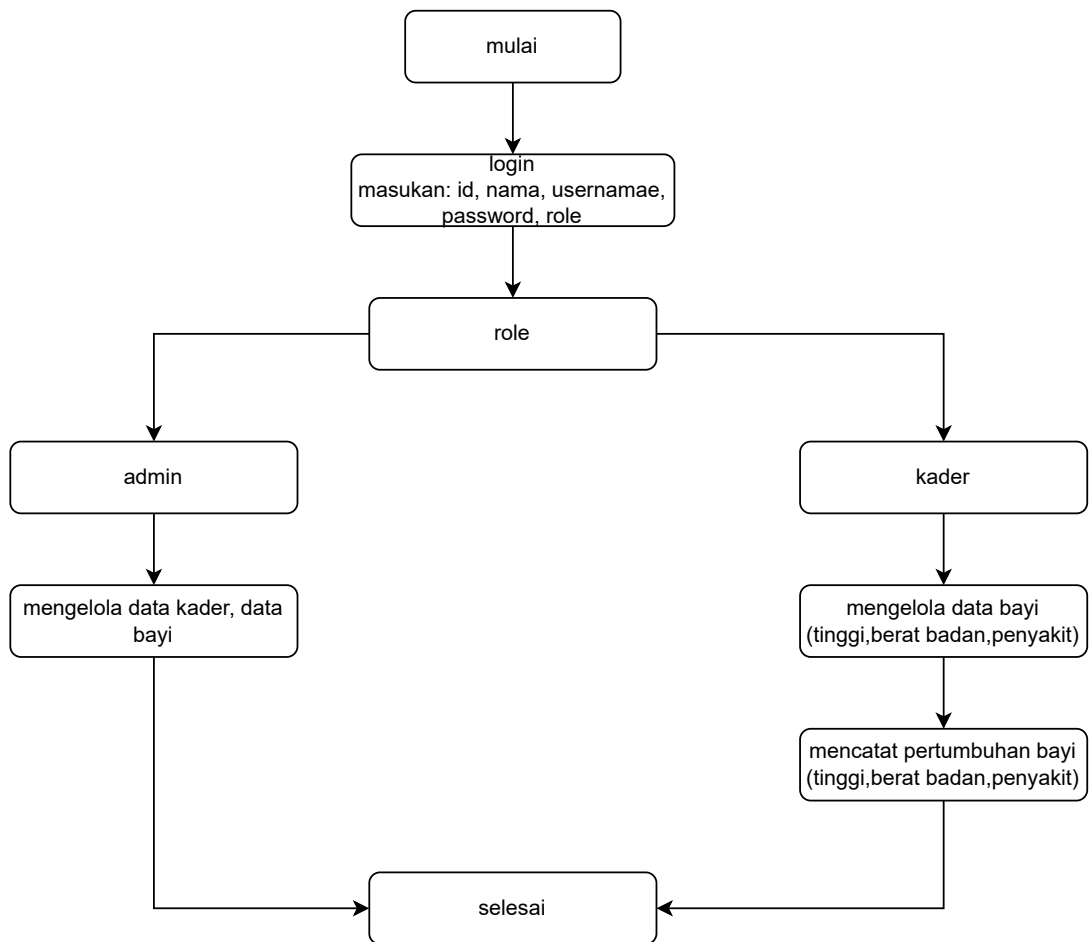 mulai
login
masukan: id, nama, usernamae,
password, role
role
admin
kader
mengelola data kader, data
bayi
mengelola data bayi
(tinggi,berat badan,penyakit)
mencatat pertumbuhan bayi
(tinggi,berat badan,penyakit)
selesai